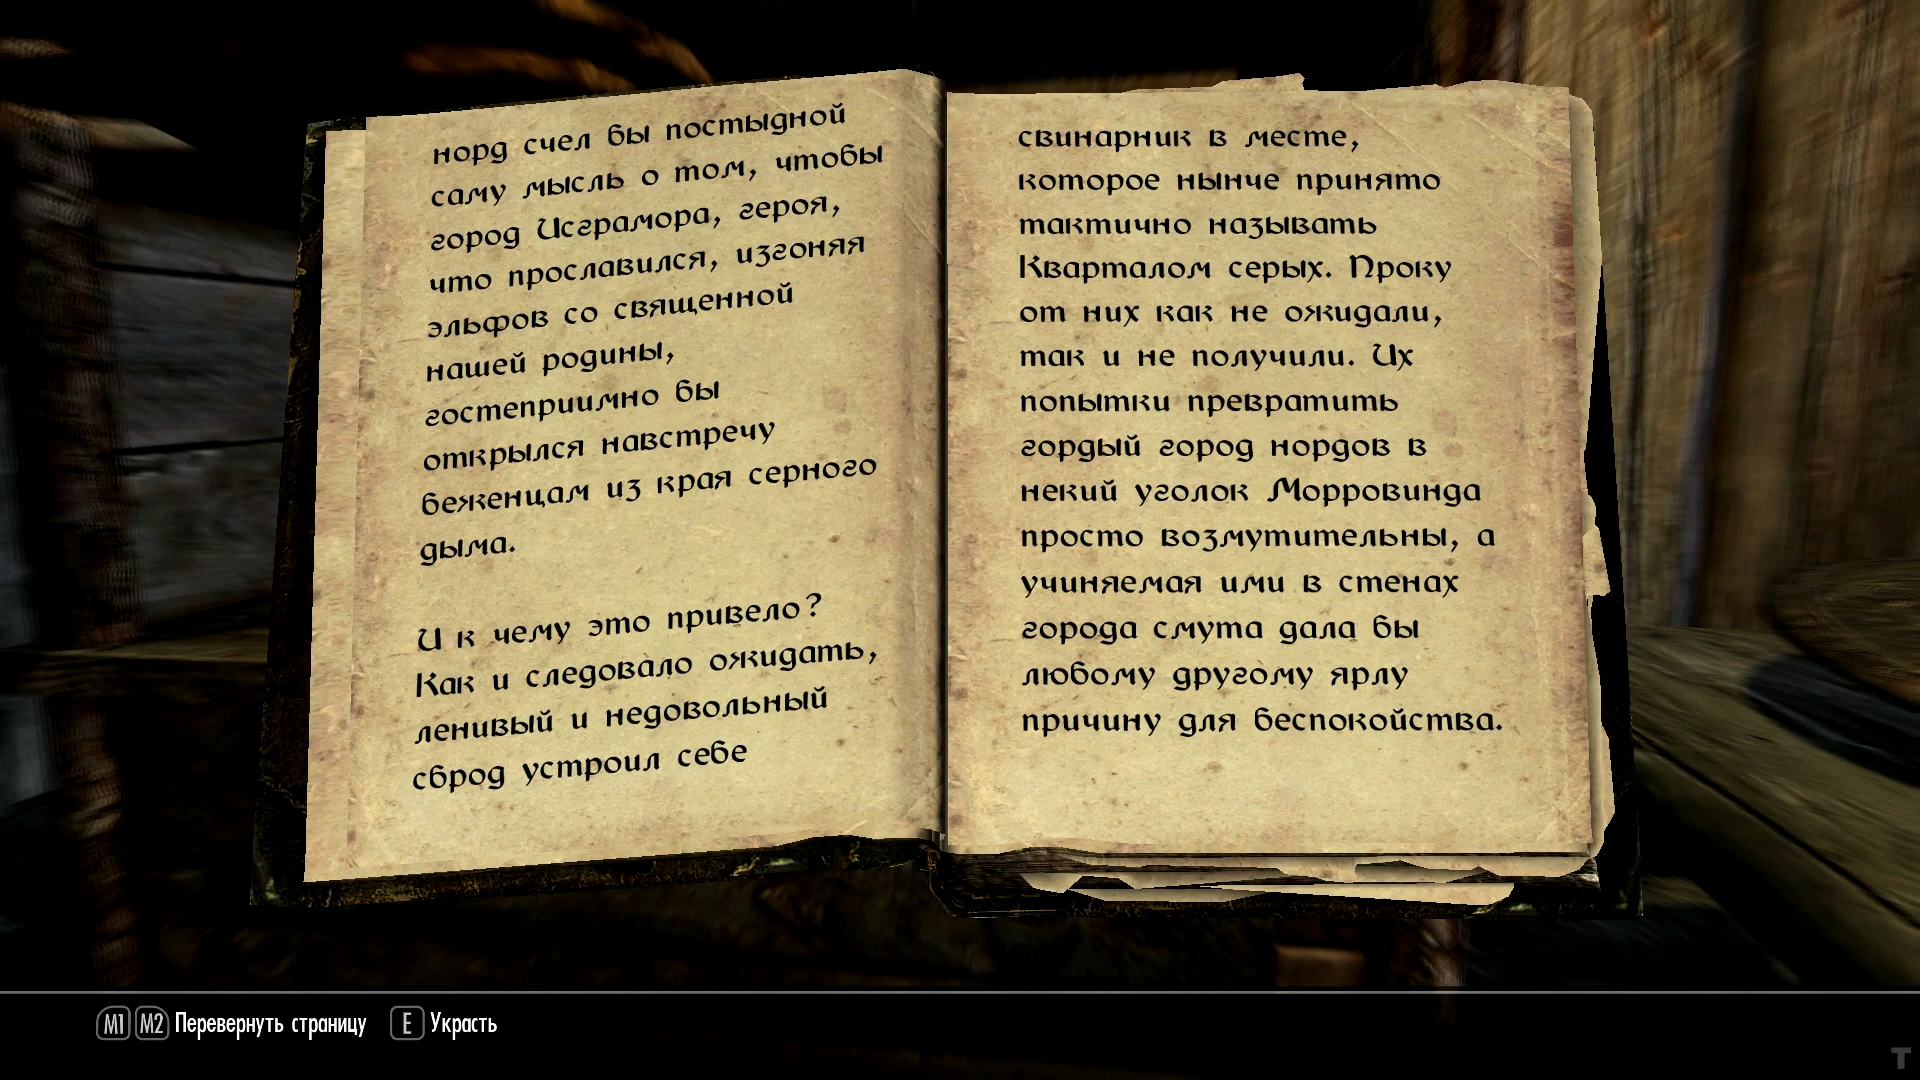 норд счел бы постыдной
саму мысль о том, чтобы
город Исграмора, героя,
что прославился, изгоняя
эльфов со священной
нашей родины,
гостеприимно бы
открылся навстречу
беженцам из края серного
дыма.
И к чему это привело?
Как и следовало ожидать,
ленивый и недовольный
сброд устроил себе
свинарник в месте,
которое нынче принято
тактично называть
Кварталом серых. Проку
от них как не ожидали,
так и не получили. Их
попытки превратить
гордый город нордов в
некий уголок Морровинда
просто возмутительны, а
учиняемая ими в стенах
города смута дала бы
любому другому ярлу
причину для беспокойства.
M1 M2 Перевернуть страницу E Украсть
T